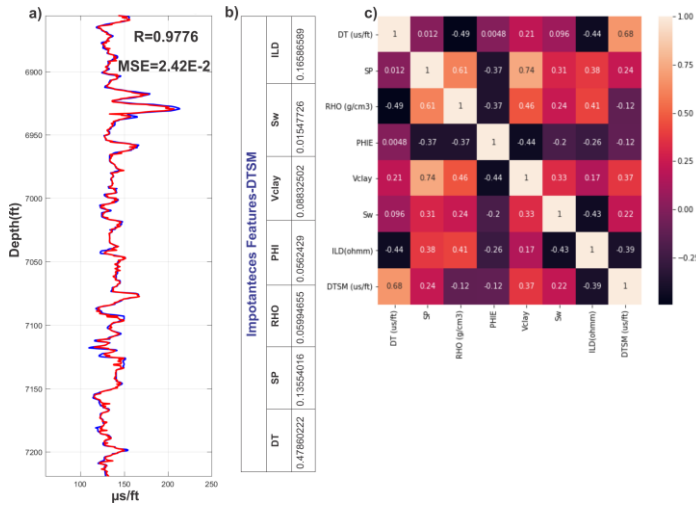 a)
R=0.9776
MSE=2.42E-2
6900
6950
7000
7050
7100
7150
7200
Depth(ft)
100
150
200
250
µs/ft
b)
Impotanteces Features-DTSM
DT SP RHO PHI Vclay Sw ILD
0.47860222 0.13554016 0.05994655 0.0562429 0.08832502 0.01547726 0.16586589
c)
DT (us/ft) 1 0.012 -0.49 0.0048 0.21 0.096 -0.44 0.68
SP 0.012 1 0.61 -0.37 0.74 0.31 0.38 0.24
RHO (g/cm3) -0.49 0.61 1 -0.37 0.46 0.24 0.41 -0.12
PHIE 0.0048 -0.37 -0.37 1 -0.44 -0.2 -0.26 -0.12
Vclay 0.21 0.74 0.46 -0.44 1 0.33 0.17 0.37
Sw 0.096 0.31 0.24 -0.2 0.33 1 -0.43 0.22
ILD(ohmm) -0.44 0.38 0.41 -0.26 0.17 -0.43 1 -0.39
DTSM (us/ft) 0.68 0.24 -0.12 -0.12 0.37 0.22 -0.39 1
DT (us/ft)
SP
RHO (g/cm3)
PHIE
Vclay
Sw
ILD(ohmm)
DTSM (us/ft)
1.00
0.75
0.50
0.25
0.00
-0.25